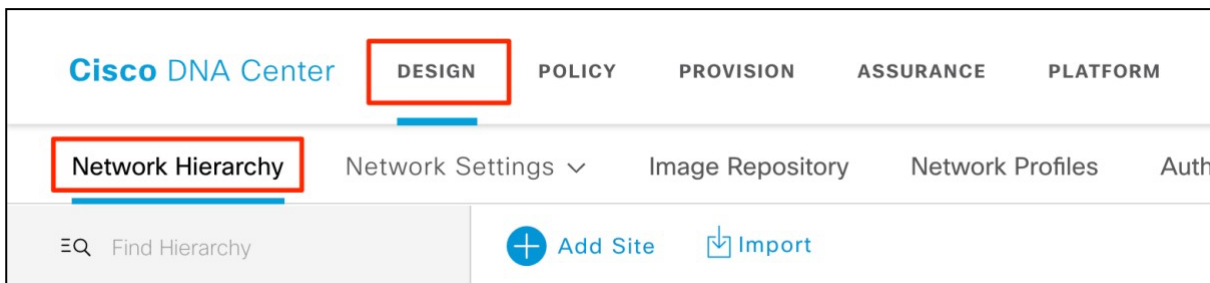 Cisco DNA Center DESIGN POLICY PROVISION ASSURANCE PLATFORM
Network Hierarchy Network Settings Image Repository Network Profiles Auth
Find Hierarchy Add Site Import